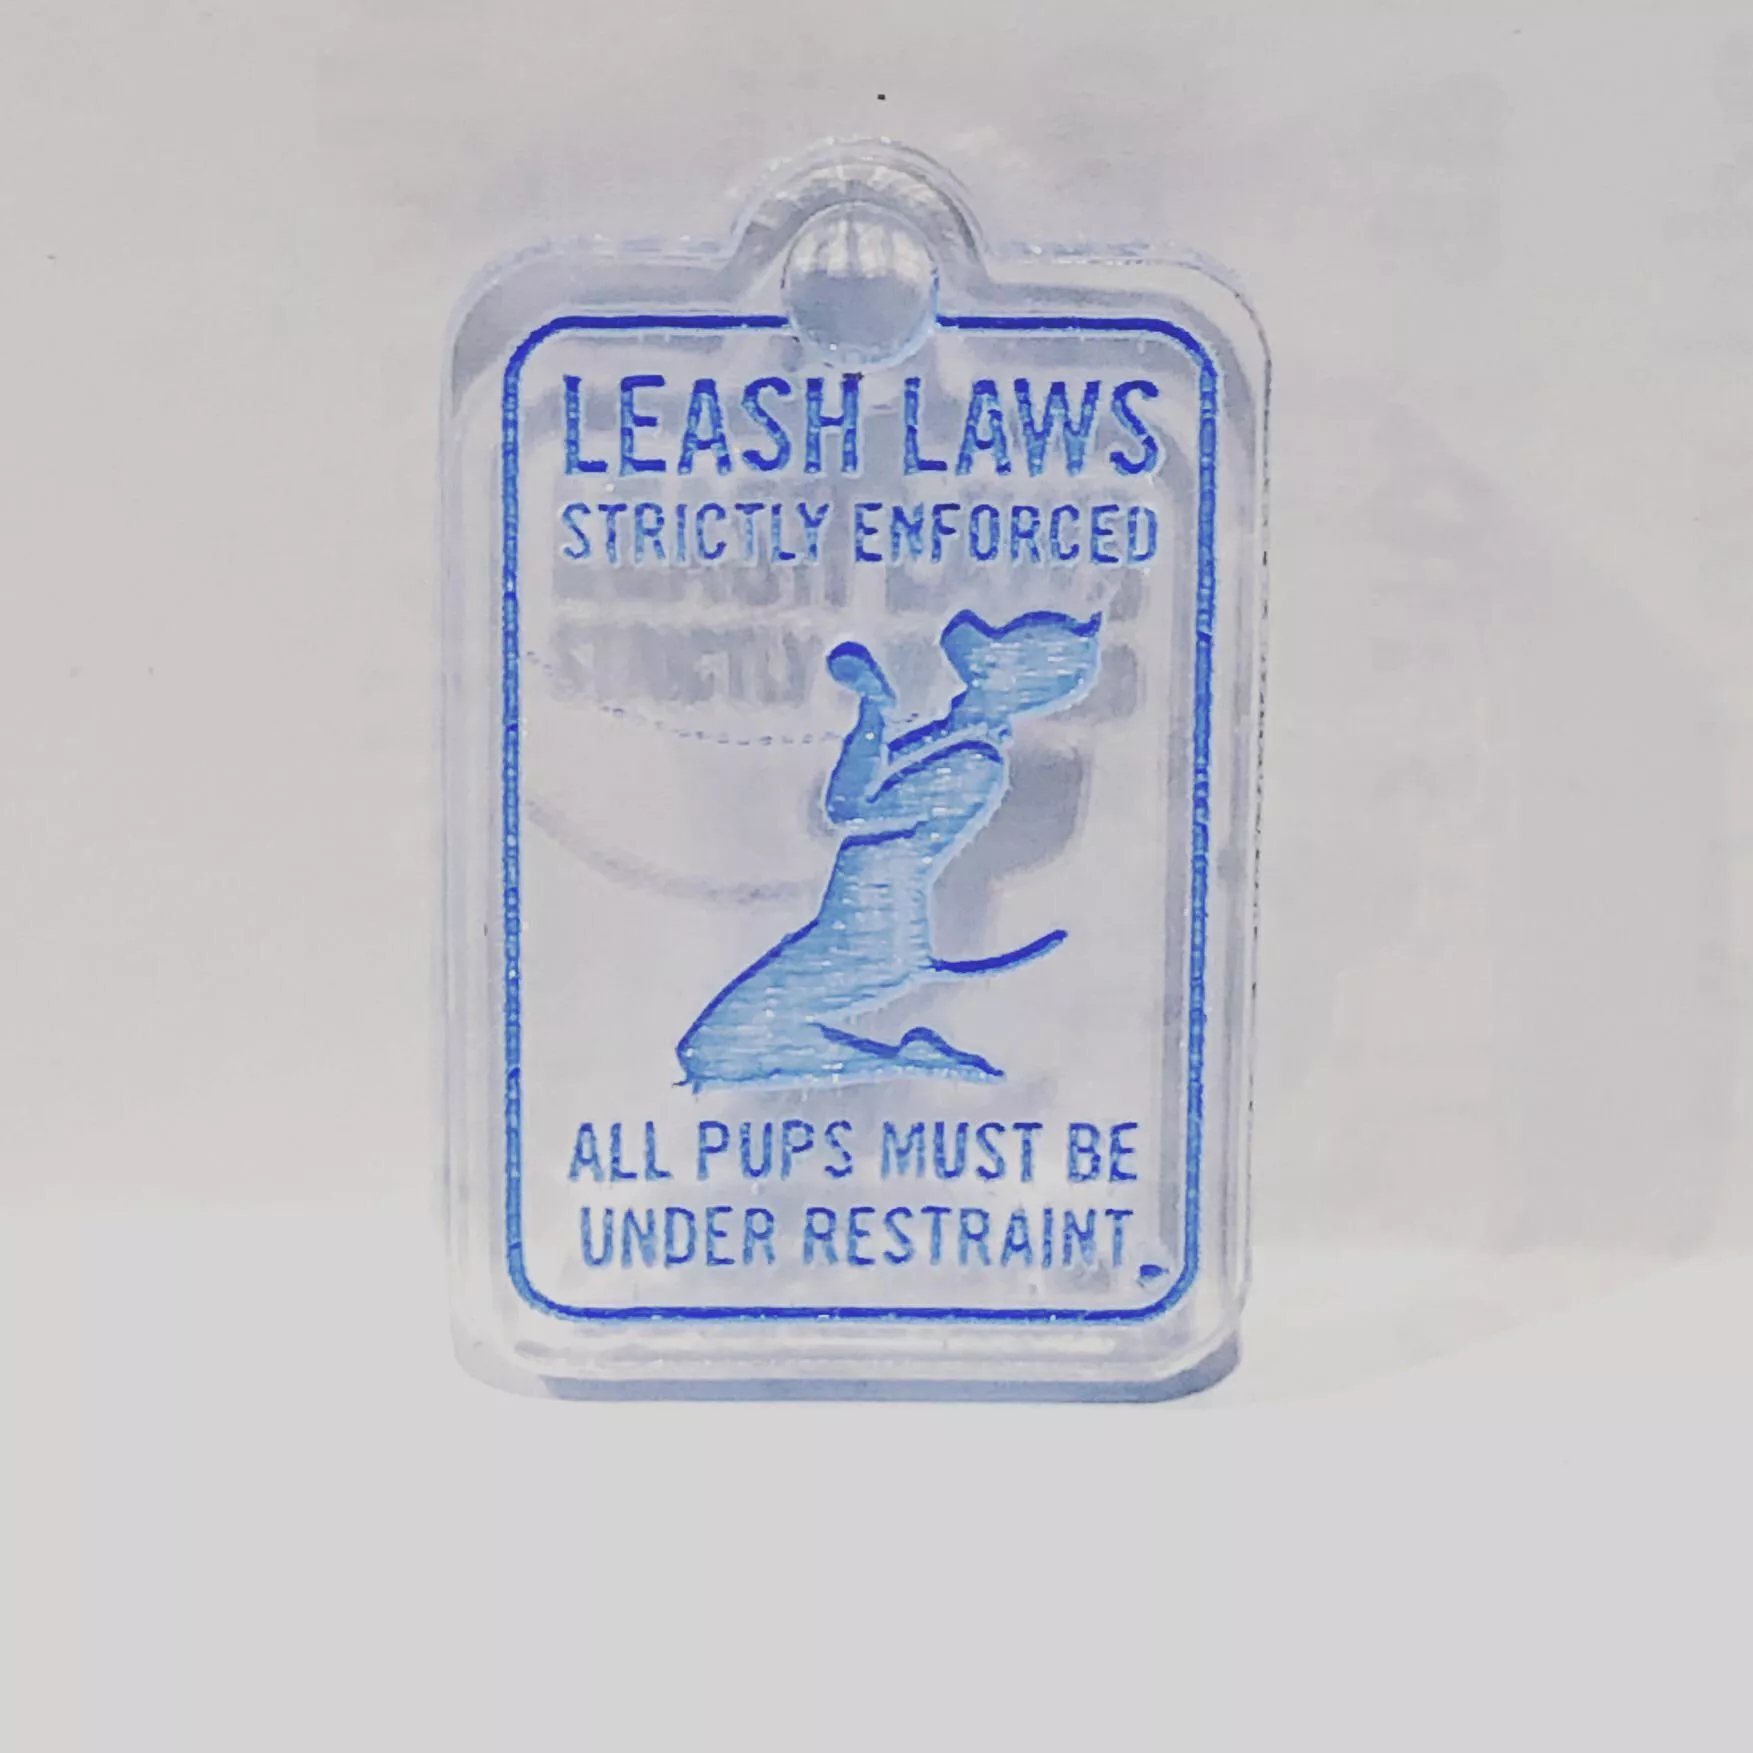 LEASH LAWS
STRICTLY ENFORCED
ALL PUPS MUST BE
UNDER RESTRAINT.